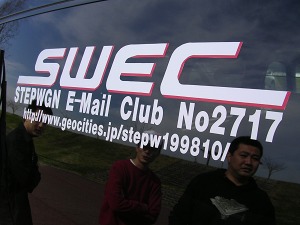 SWEC
STEPWGN E-Mail Club No2717
http://www.geocities.jp/stepw199810/